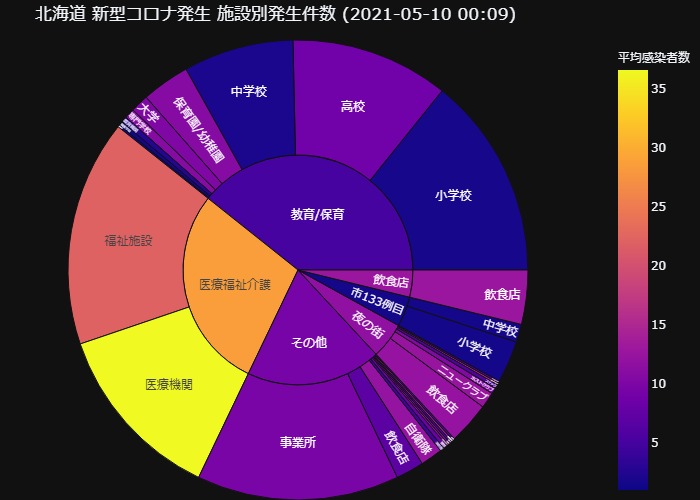 北海道 新型コロナ発生 施設別発生件数 (2021-05-10 00:09)
平均感染者数
35
30
25
20
15
10
5
教育/保育
小学校
高校
中学校
保育園/幼稚園
大学
専門学校
医療福祉介護
福祉施設
医療機関
その他
事業所
飲食店
自衛隊
夜の街
飲食店
ニュークラブ
市133例目
小学校
中学校
飲食店
飲食店